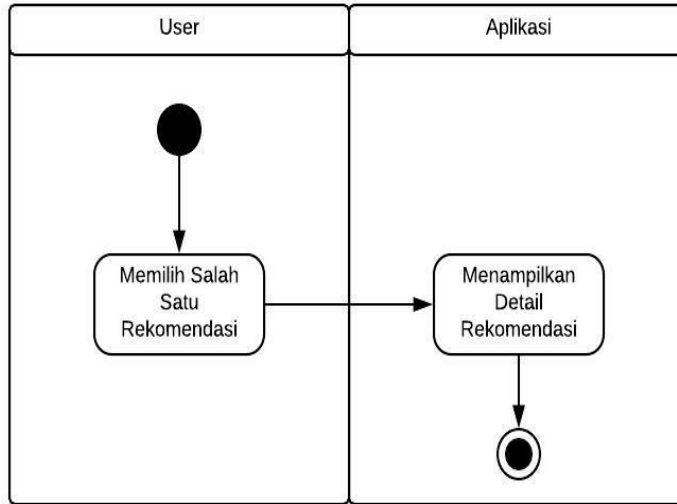 User
Aplikasi
Memilih Salah
Satu
Rekomendasi
Menampilkan
Detail
Rekomendasi